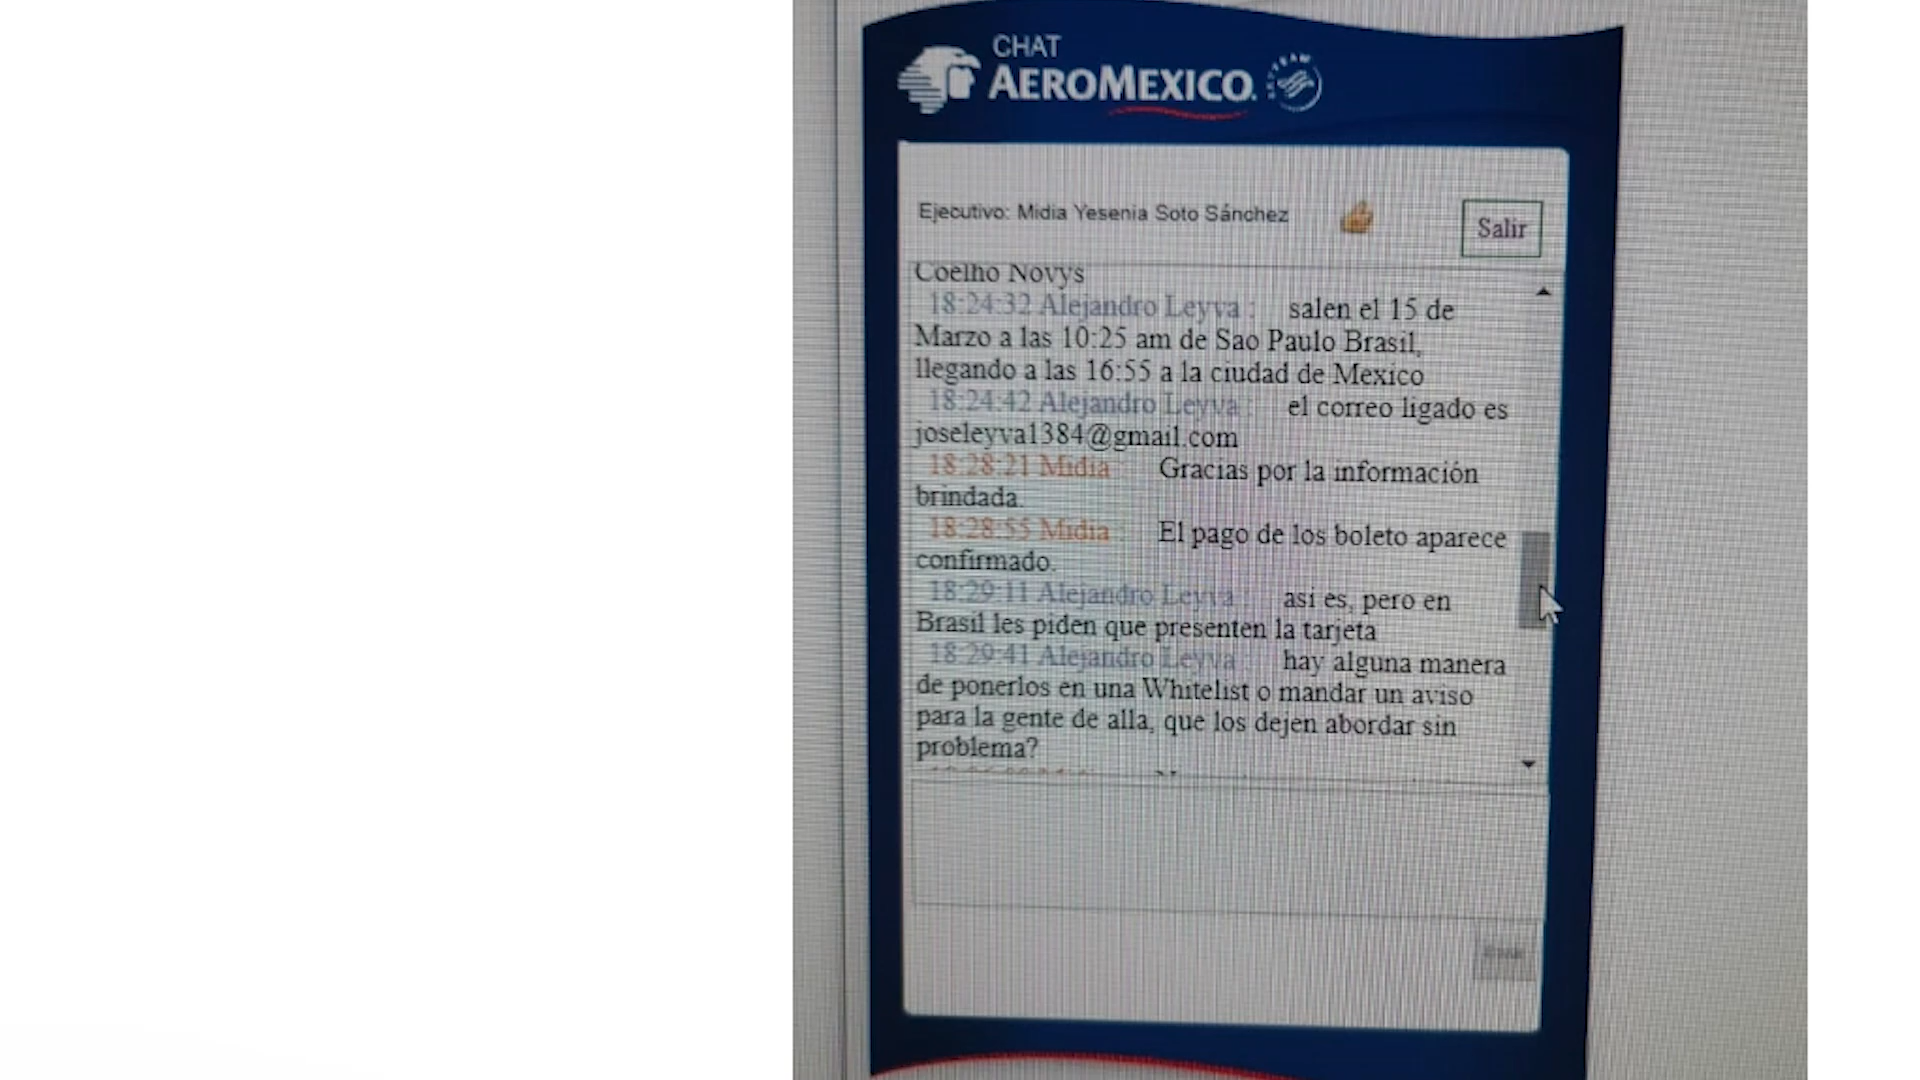 CHAT
AEROMEXICO.
Ejecutivo: Midia Yesenia Soto Sánchez
Salir
Coelho Novys
18:24:32 Alejandro Leyva : salen el 15 de
Marzo a las 10:25 am de Sao Paulo Brasil,
llegando a las 16:55 a la ciudad de Mexico
18:24:42 Alejandro Leyva : el correo ligado es
joseleyva1384@gmail.com
18:28:21 Midia : Gracias por la información
brindada.
18:28:55 Midia : El pago de los boleto aparece
confirmado.
18:29:11 Alejandro Leyva : asi es, pero en
Brasil les piden que presenten la tarjeta
18:29:41 Alejandro Leyva : hay alguna manera
de ponerlos en una Whitelist o mandar un aviso
para la gente de alla, que los dejen abordar sin
problema?